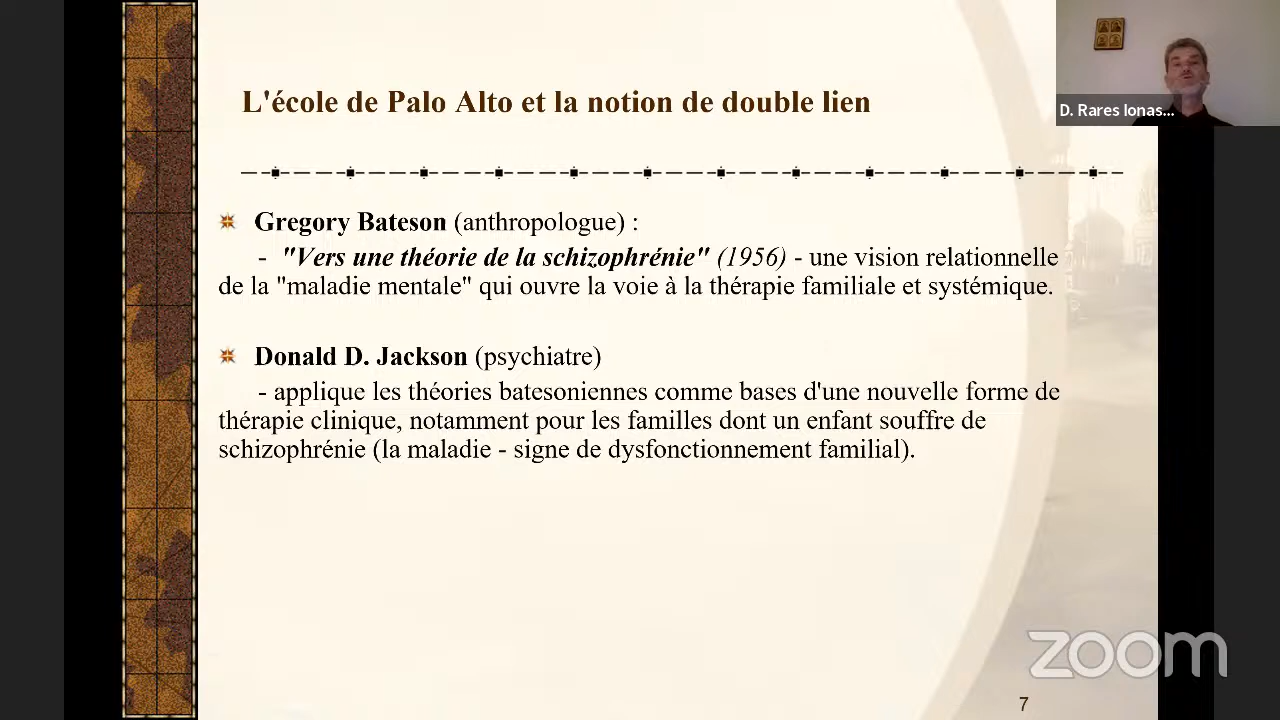 L'école de Palo Alto et la notion de double lien
D. Rares Ionas...
Gregory Bateson (anthropologue) :
- "Vers une théorie de la schizophrénie" (1956) - une vision relationnelle
de la "maladie mentale" qui ouvre la voie à la thérapie familiale et systémique.
Donald D. Jackson (psychiatre)
- applique les théories batesoniennes comme bases d'une nouvelle forme de
thérapie clinique, notamment pour les familles dont un enfant souffre de
schizophrénie (la maladie - signe de dysfonctionnement familial).
zoom
7